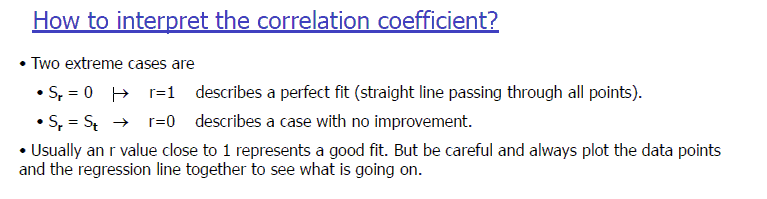 How to interpret the correlation coefficient?
• Two extreme cases are
• Sr = 0 ↦ r=1 describes a perfect fit (straight line passing through all points).
• Sr = St → r=0 describes a case with no improvement.
• Usually an r value close to 1 represents a good fit. But be careful and always plot the data points
and the regression line together to see what is going on.